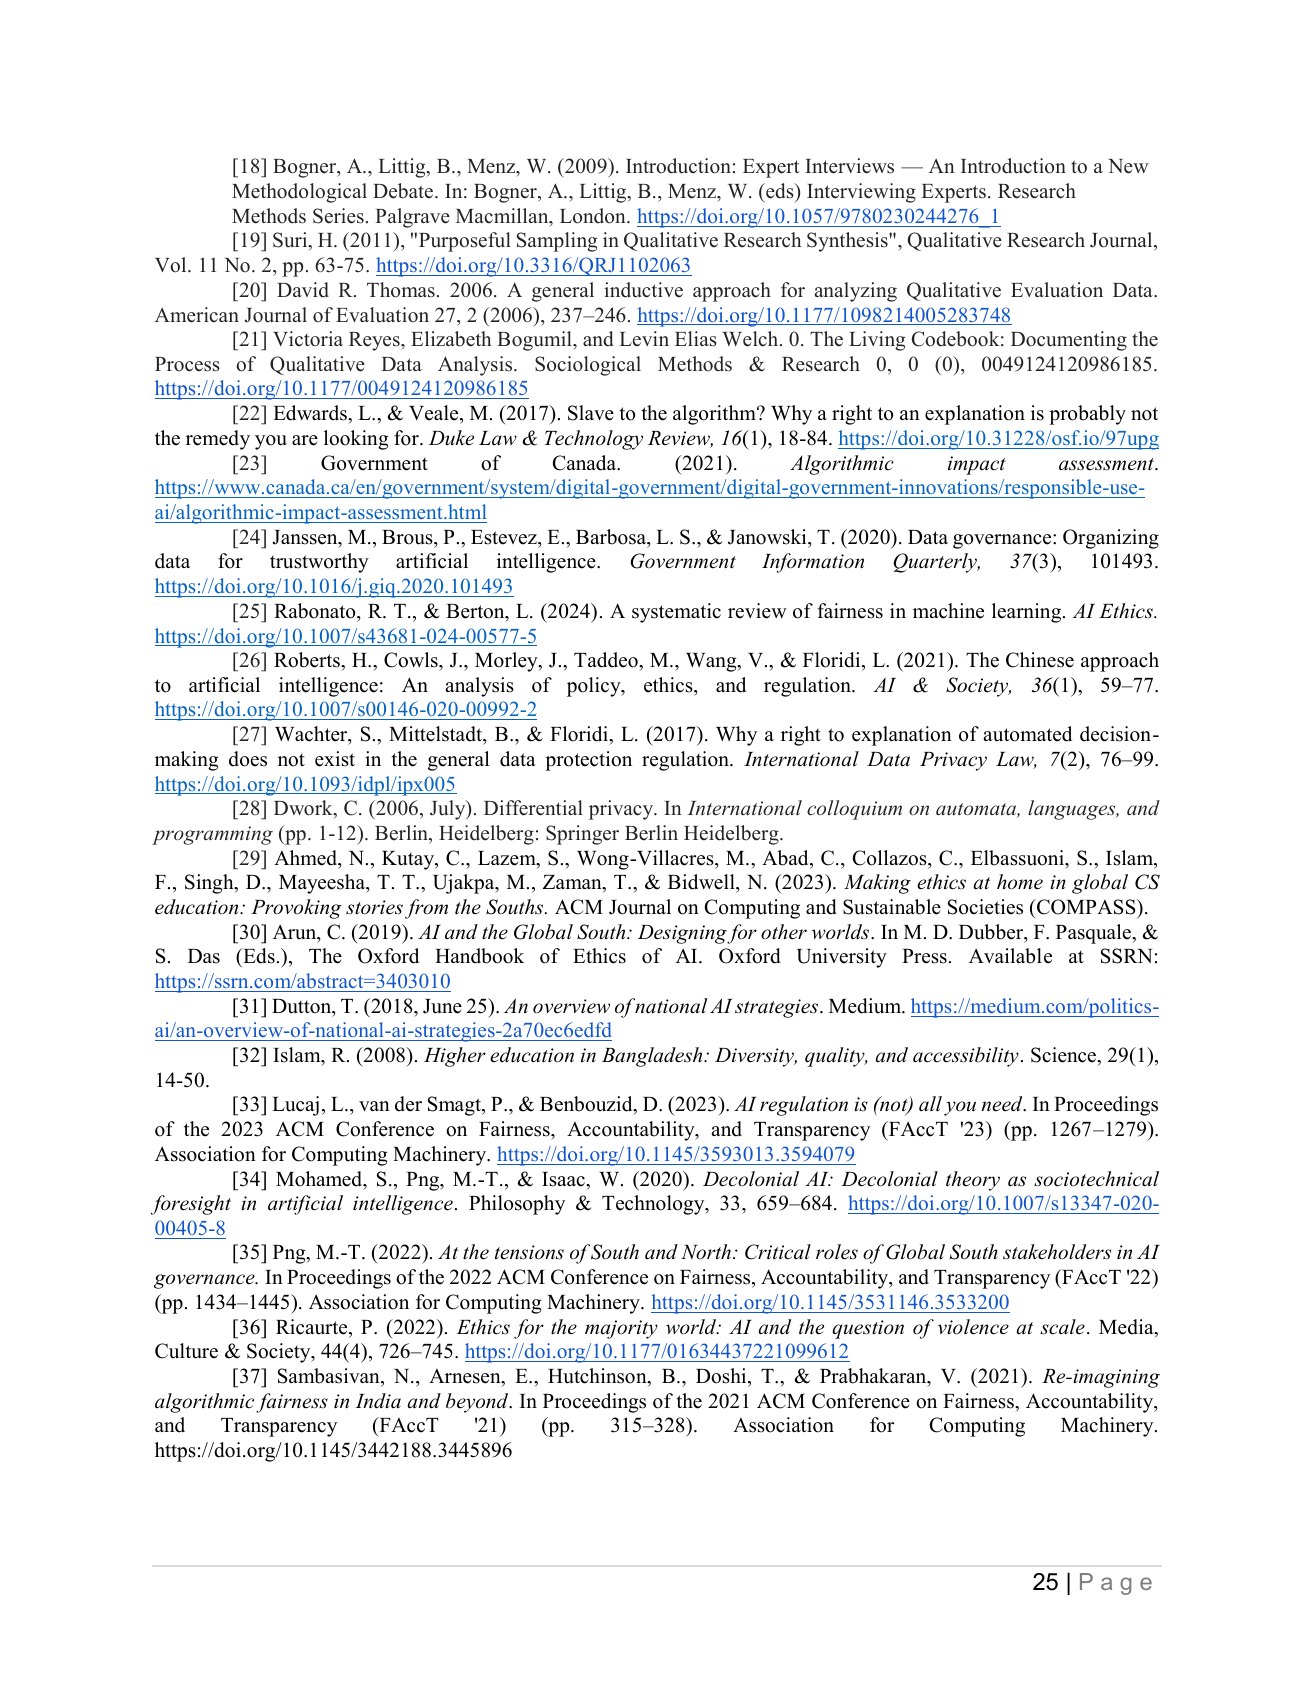 [18] Bogner, A., Littig, B., Menz, W. (2009). Introduction: Expert Interviews — An Introduction to a New
Methodological Debate. In: Bogner, A., Littig, B., Menz, W. (eds) Interviewing Experts. Research
Methods Series. Palgrave Macmillan, London. https://doi.org/10.1057/9780230244276_1
[19] Suri, H. (2011), "Purposeful Sampling in Qualitative Research Synthesis", Qualitative Research Journal,
Vol. 11 No. 2, pp. 63-75. https://doi.org/10.3316/QRJ1102063
[20] David R. Thomas. 2006. A general inductive approach for analyzing Qualitative Evaluation Data.
American Journal of Evaluation 27, 2 (2006), 237–246. https://doi.org/10.1177/1098214005283748
[21] Victoria Reyes, Elizabeth Bogumil, and Levin Elias Welch. 0. The Living Codebook: Documenting the
Process of Qualitative Data Analysis. Sociological Methods & Research 0, 0 (0), 0049124120986185.
https://doi.org/10.1177/0049124120986185
[22] Edwards, L., & Veale, M. (2017). Slave to the algorithm? Why a right to an explanation is probably not
the remedy you are looking for. Duke Law & Technology Review, 16(1), 18-84. https://doi.org/10.31228/osf.io/97upg
[23] Government of Canada. (2021). Algorithmic impact assessment.
https://www.canada.ca/en/government/system/digital-government/digital-government-innovations/responsible-use-
ai/algorithmic-impact-assessment.html
[24] Janssen, M., Brous, P., Estevez, E., Barbosa, L. S., & Janowski, T. (2020). Data governance: Organizing
data for trustworthy artificial intelligence. Government Information Quarterly, 37(3), 101493.
https://doi.org/10.1016/j.giq.2020.101493
[25] Rabonato, R. T., & Berton, L. (2024). A systematic review of fairness in machine learning. AI Ethics.
https://doi.org/10.1007/s43681-024-00577-5
[26] Roberts, H., Cowls, J., Morley, J., Taddeo, M., Wang, V., & Floridi, L. (2021). The Chinese approach
to artificial intelligence: An analysis of policy, ethics, and regulation. AI & Society, 36(1), 59–77.
https://doi.org/10.1007/s00146-020-00992-2
[27] Wachter, S., Mittelstadt, B., & Floridi, L. (2017). Why a right to explanation of automated decision-
making does not exist in the general data protection regulation. International Data Privacy Law, 7(2), 76–99.
https://doi.org/10.1093/idpl/ipx005
[28] Dwork, C. (2006, July). Differential privacy. In International colloquium on automata, languages, and
programming (pp. 1-12). Berlin, Heidelberg: Springer Berlin Heidelberg.
[29] Ahmed, N., Kutay, C., Lazem, S., Wong-Villacres, M., Abad, C., Collazos, C., Elbassuoni, S., Islam,
F., Singh, D., Mayeesha, T. T., Ujakpa, M., Zaman, T., & Bidwell, N. (2023). Making ethics at home in global CS
education: Provoking stories from the Souths. ACM Journal on Computing and Sustainable Societies (COMPASS).
[30] Arun, C. (2019). AI and the Global South: Designing for other worlds. In M. D. Dubber, F. Pasquale, &
S. Das (Eds.), The Oxford Handbook of Ethics of AI. Oxford University Press. Available at SSRN:
https://ssrn.com/abstract=3403010
[31] Dutton, T. (2018, June 25). An overview of national AI strategies. Medium. https://medium.com/politics-
ai/an-overview-of-national-ai-strategies-2a70ec6edfd
[32] Islam, R. (2008). Higher education in Bangladesh: Diversity, quality, and accessibility. Science, 29(1),
14-50.
[33] Lucaj, L., van der Smagt, P., & Benbouzid, D. (2023). AI regulation is (not) all you need. In Proceedings
of the 2023 ACM Conference on Fairness, Accountability, and Transparency (FAccT '23) (pp. 1267–1279).
Association for Computing Machinery. https://doi.org/10.1145/3593013.3594079
[34] Mohamed, S., Png, M.-T., & Isaac, W. (2020). Decolonial AI: Decolonial theory as sociotechnical
foresight in artificial intelligence. Philosophy & Technology, 33, 659–684. https://doi.org/10.1007/s13347-020-
00405-8
[35] Png, M.-T. (2022). At the tensions of South and North: Critical roles of Global South stakeholders in AI
governance. In Proceedings of the 2022 ACM Conference on Fairness, Accountability, and Transparency (FAccT '22)
(pp. 1434–1445). Association for Computing Machinery. https://doi.org/10.1145/3531146.3533200
[36] Ricaurte, P. (2022). Ethics for the majority world: AI and the question of violence at scale. Media,
Culture & Society, 44(4), 726–745. https://doi.org/10.1177/01634437221099612
[37] Sambasivan, N., Arnesen, E., Hutchinson, B., Doshi, T., & Prabhakaran, V. (2021). Re-imagining
algorithmic fairness in India and beyond. In Proceedings of the 2021 ACM Conference on Fairness, Accountability,
and Transparency (FAccT '21) (pp. 315–328). Association for Computing Machinery.
https://doi.org/10.1145/3442188.3445896
25 | Page